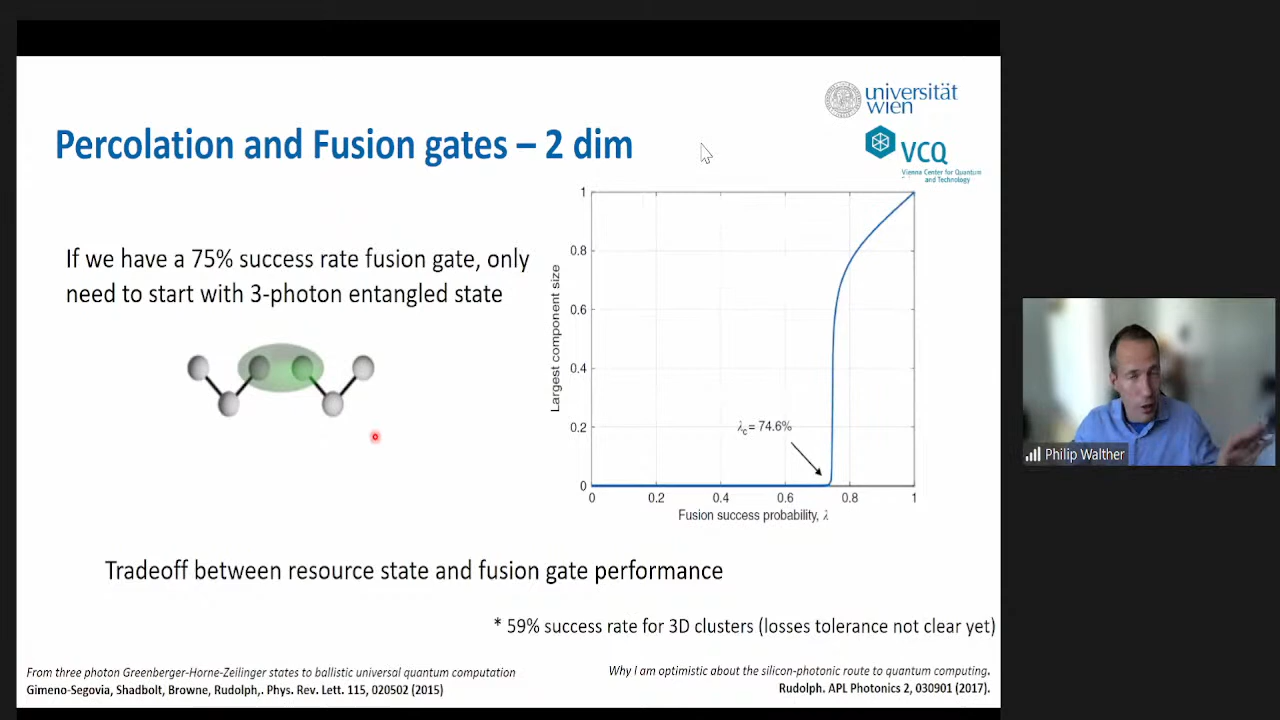 universität
wien
VCQ
Vienna Center for Quantum
and Technology
Percolation and Fusion gates – 2 dim
If we have a 75% success rate fusion gate, only
need to start with 3-photon entangled state
1
0.8
0.6
0.4
0.2
0
Largest component size
λc= 74.6%
0 0.2 0.4 0.6 0.8 1
Fusion success probability, λ
Philip Walther
Tradeoff between resource state and fusion gate performance
* 59% success rate for 3D clusters (losses tolerance not clear yet)
From three photon Greenberger-Horne-Zeilinger states to ballistic universal quantum computation
Gimeno-Segovia, Shadbolt, Browne, Rudolph,. Phys. Rev. Lett. 115, 020502 (2015)
Why I am optimistic about the silicon-photonic route to quantum computing.
Rudolph. APL Photonics 2, 030901 (2017).